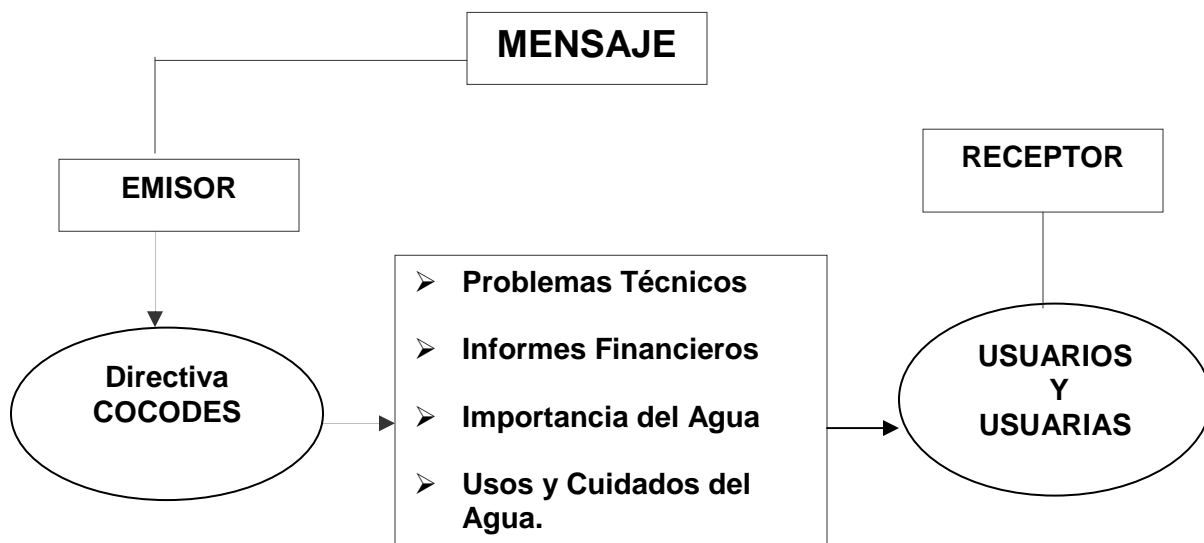 MENSAJE
EMISOR
RECEPTOR
Directiva
COCODES
➢ Problemas Técnicos
➢ Informes Financieros
➢ Importancia del Agua
➢ Usos y Cuidados del
Agua.
USUARIOS
Y
USUARIAS